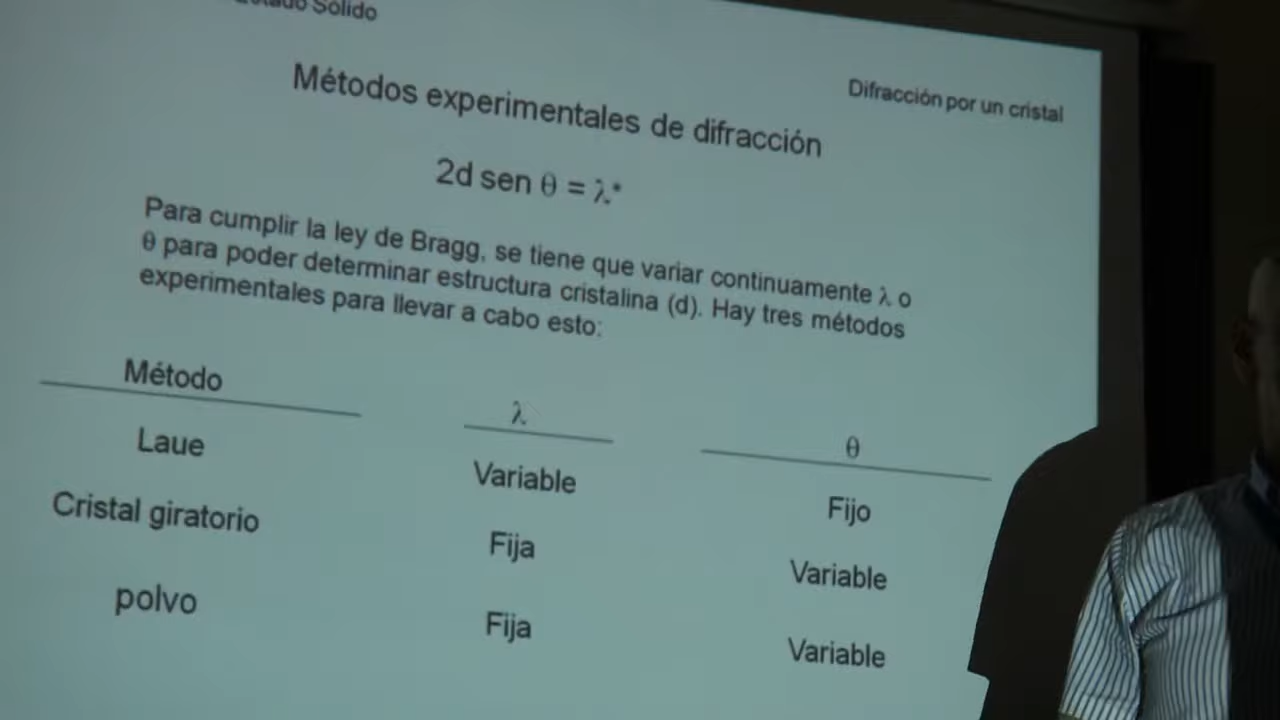 Estado Sólido
Difracción por un cristal
Métodos experimentales de difracción
2d sen θ = λ*
Para cumplir la ley de Bragg, se tiene que variar continuamente λ o
θ para poder determinar estructura cristalina (d). Hay tres métodos
experimentales para llevar a cabo esto:
Método λ θ
Laue Variable Fijo
Cristal giratorio Fija Variable
polvo Fija Variable